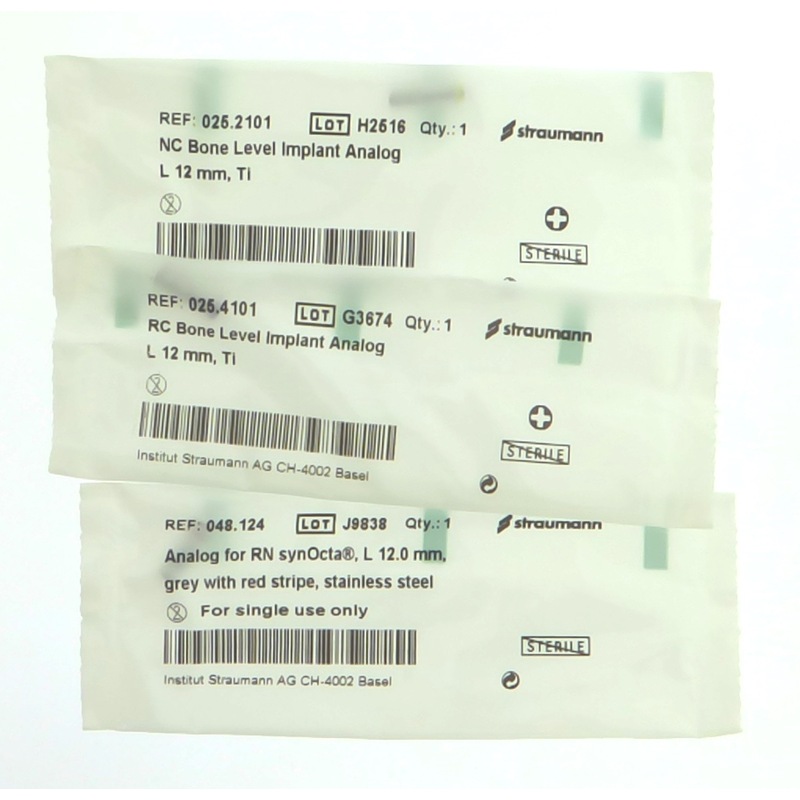 REF: 025.2101 LOT H2516 Qty.: 1 straumann
NC Bone Level Implant Analog
L 12 mm, Ti
STERILE
REF: 025.4101 LOT G3674 Qty.: 1 straumann
RC Bone Level Implant Analog
L 12 mm, Ti
STERILE
Institut Straumann AG CH-4002 Basel
REF: 048.124 LOT J9838 Qty.: 1 straumann
Analog for RN synOcta®, L 12.0 mm,
grey with red stripe, stainless steel
For single use only
STERILE
Institut Straumann AG CH-4002 Basel